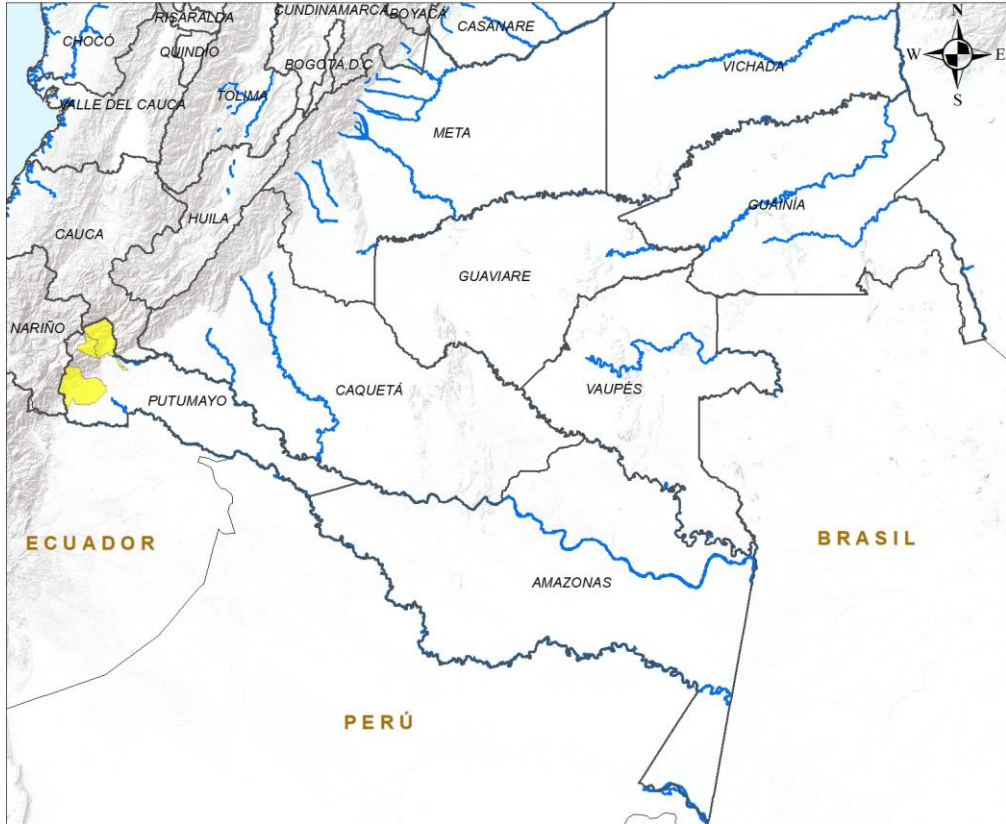 CUNDINAMARCA
BOYACÁ
RISARALDA
CASANARE
N
CHOCÓ
QUINDÍO
BOGOTÁ D.C
W
E
VICHADA
TOLIMA
VALLE DEL CAUCA
S
META
GUAINÍA
HUILA
CAUCA
GUAVIARE
NARIÑO
CAQUETÁ
VAUPÉS
PUTUMAYO
ECUADOR
BRASIL
AMAZONAS
PERÚ